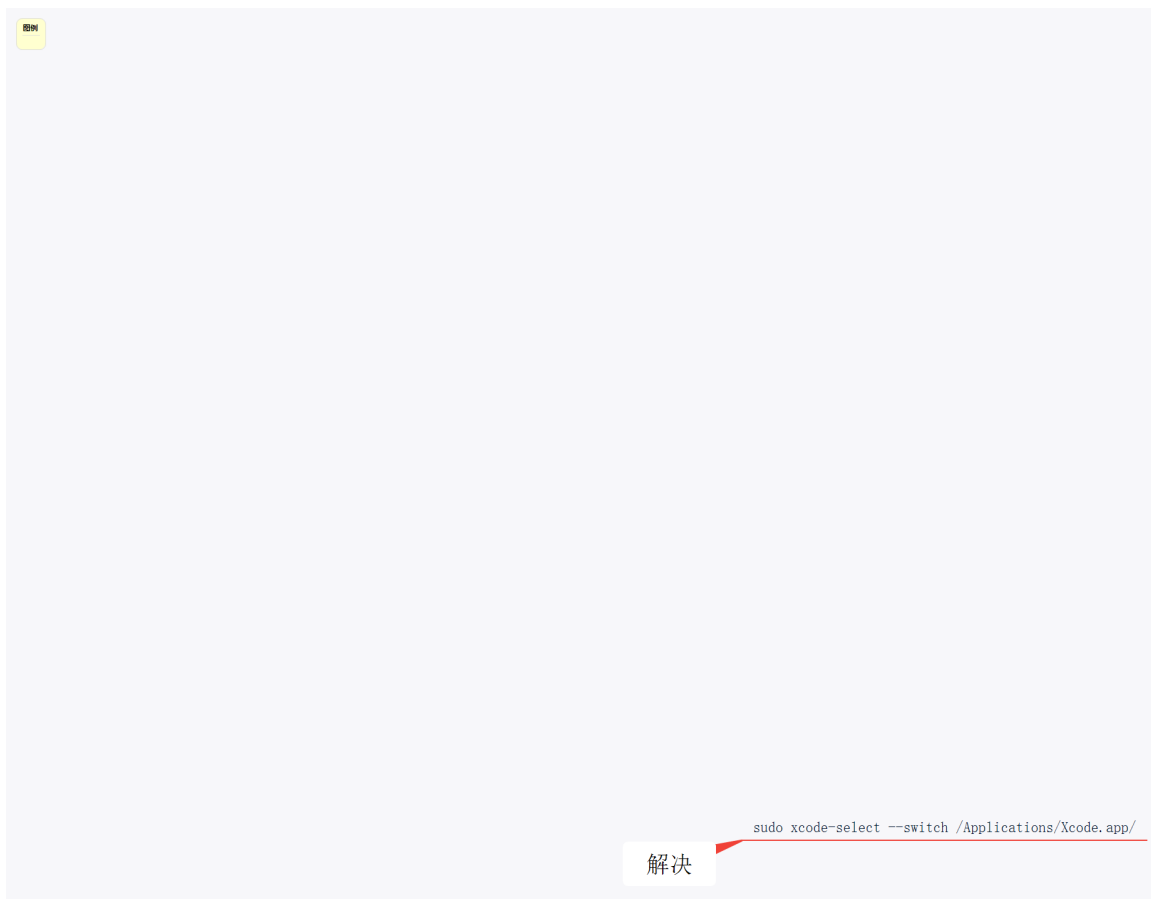 图例
sudo xcode-select --switch /Applications/Xcode.app/
解决